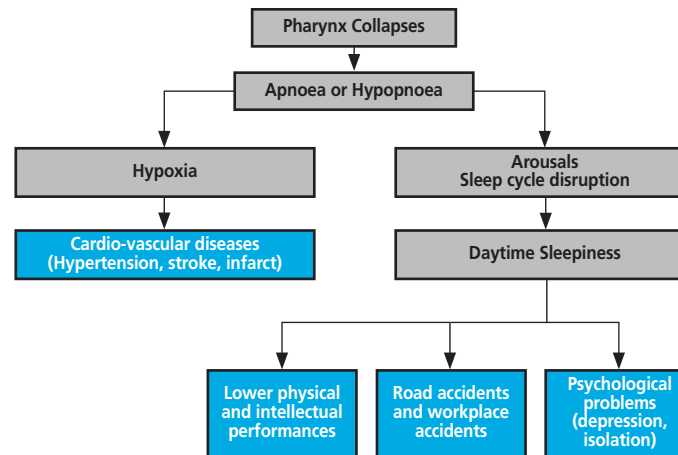 Pharynx Collapses
Apnoea or Hypopnoea
Hypoxia
Arousals
Sleep cycle disruption
Cardio-vascular diseases
(Hypertension, stroke, infarct)
Daytime Sleepiness
Lower physical
and intellectual
performances
Road accidents
and workplace
accidents
Psychological
problems
(depression,
isolation)